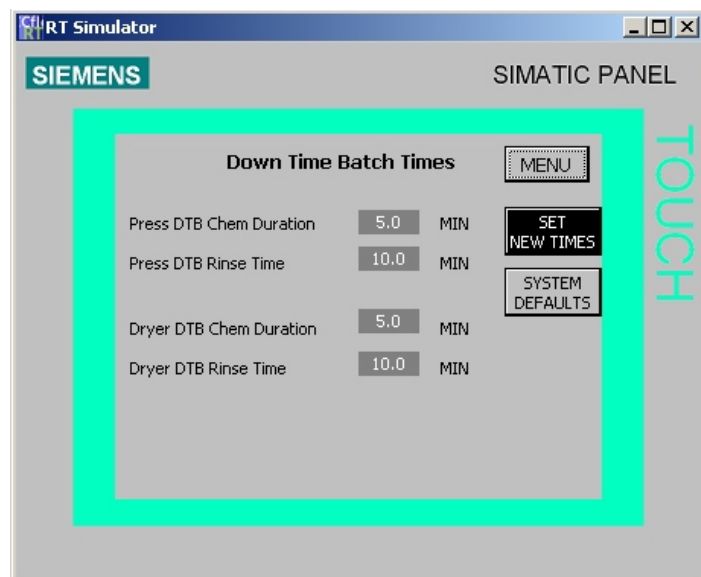 RT Simulator
SIEMENS
SIMATIC PANEL
TOUCH
Down Time Batch Times
MENU
Press DTB Chem Duration 5.0 MIN
SET
NEW TIMES
Press DTB Rinse Time 10.0 MIN
SYSTEM
DEFAULTS
Dryer DTB Chem Duration 5.0 MIN
Dryer DTB Rinse Time 10.0 MIN